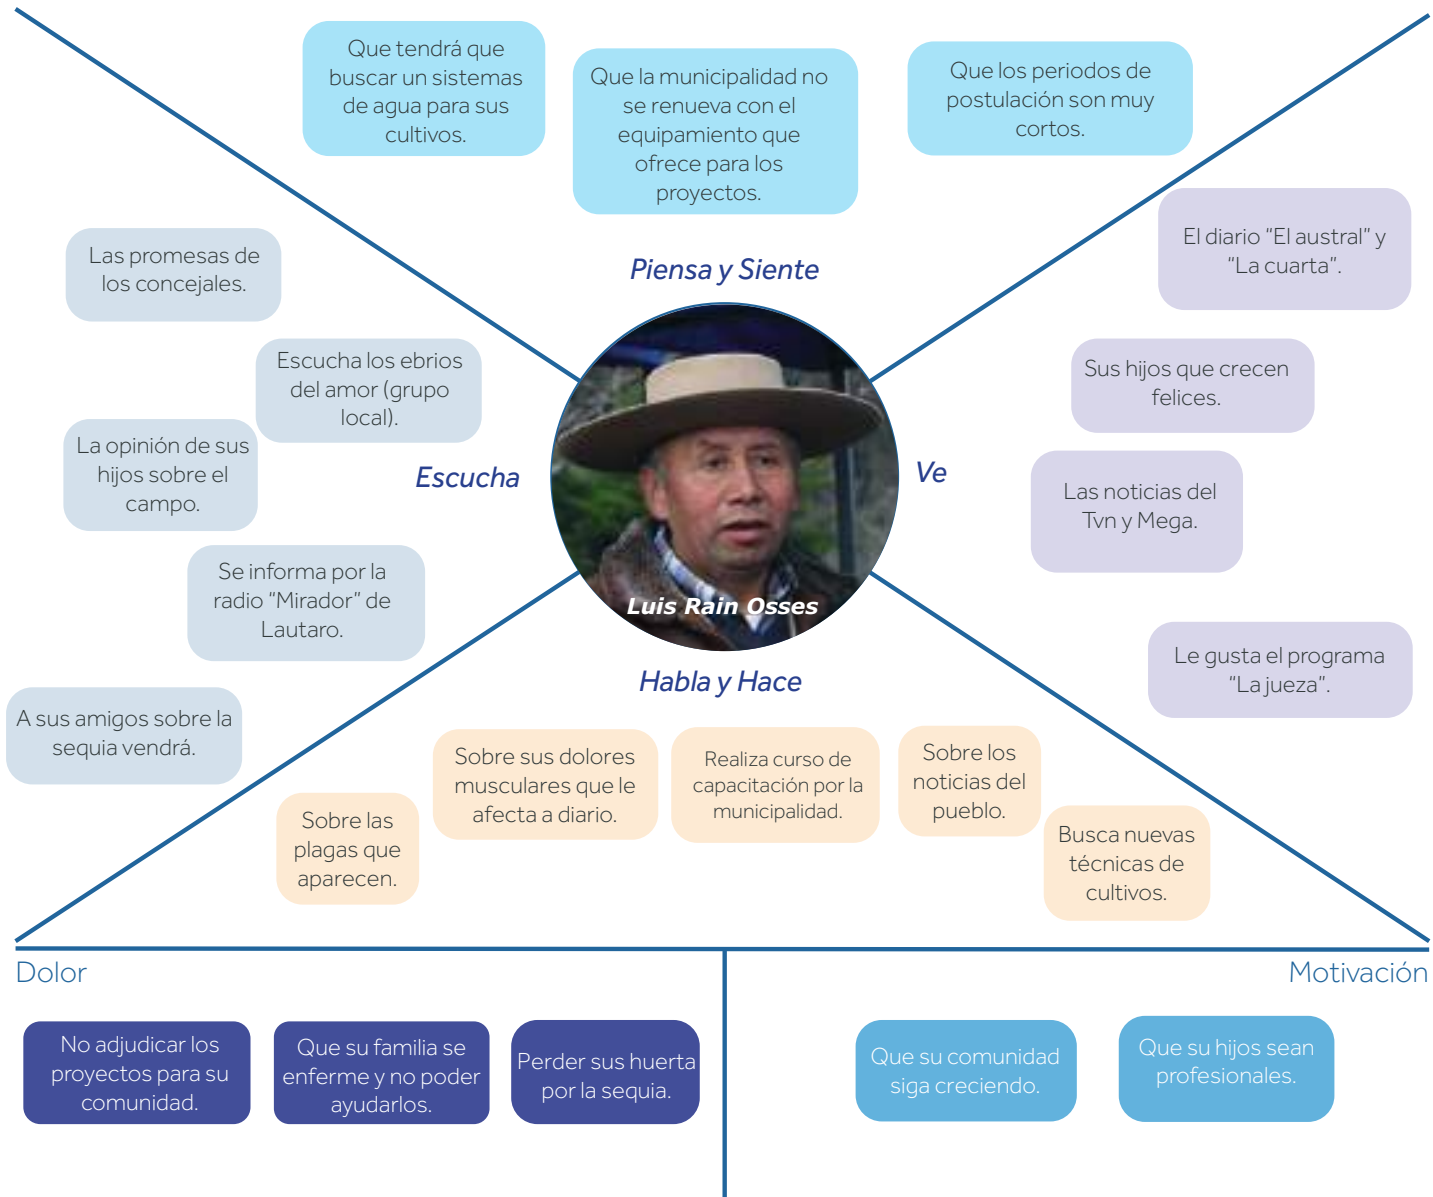 Que tendrá que
buscar un sistemas
de agua para sus
cultivos.
Que la municipalidad no
se renueva con el
equipamiento que
ofrece para los
proyectos.
Que los periodos de
postulación son muy
cortos.
Piensa y Siente
Las promesas de
los concejales.
Escucha los ebrios
del amor (grupo
local).
La opinión de sus
hijos sobre el
campo.
Se informa por la
radio “Mirador” de
Lautaro.
A sus amigos sobre la
sequia vendrá.
Escucha
Luis Rain Osses
Ve
El diario “El austral” y
“La cuarta”.
Sus hijos que crecen
felices.
Las noticias del
Tvn y Mega.
Le gusta el programa
“La jueza”.
Habla y Hace
Sobre las
plagas que
aparecen.
Sobre sus dolores
musculares que le
afecta a diario.
Realiza curso de
capacitación por la
municipalidad.
Sobre los
noticias del
pueblo.
Busca nuevas
técnicas de
cultivos.
Dolor
No adjudicar los
proyectos para su
comunidad.
Que su familia se
enferme y no poder
ayudarlos.
Perder sus huerta
por la sequia.
Motivación
Que su comunidad
siga creciendo.
Que su hijos sean
profesionales.